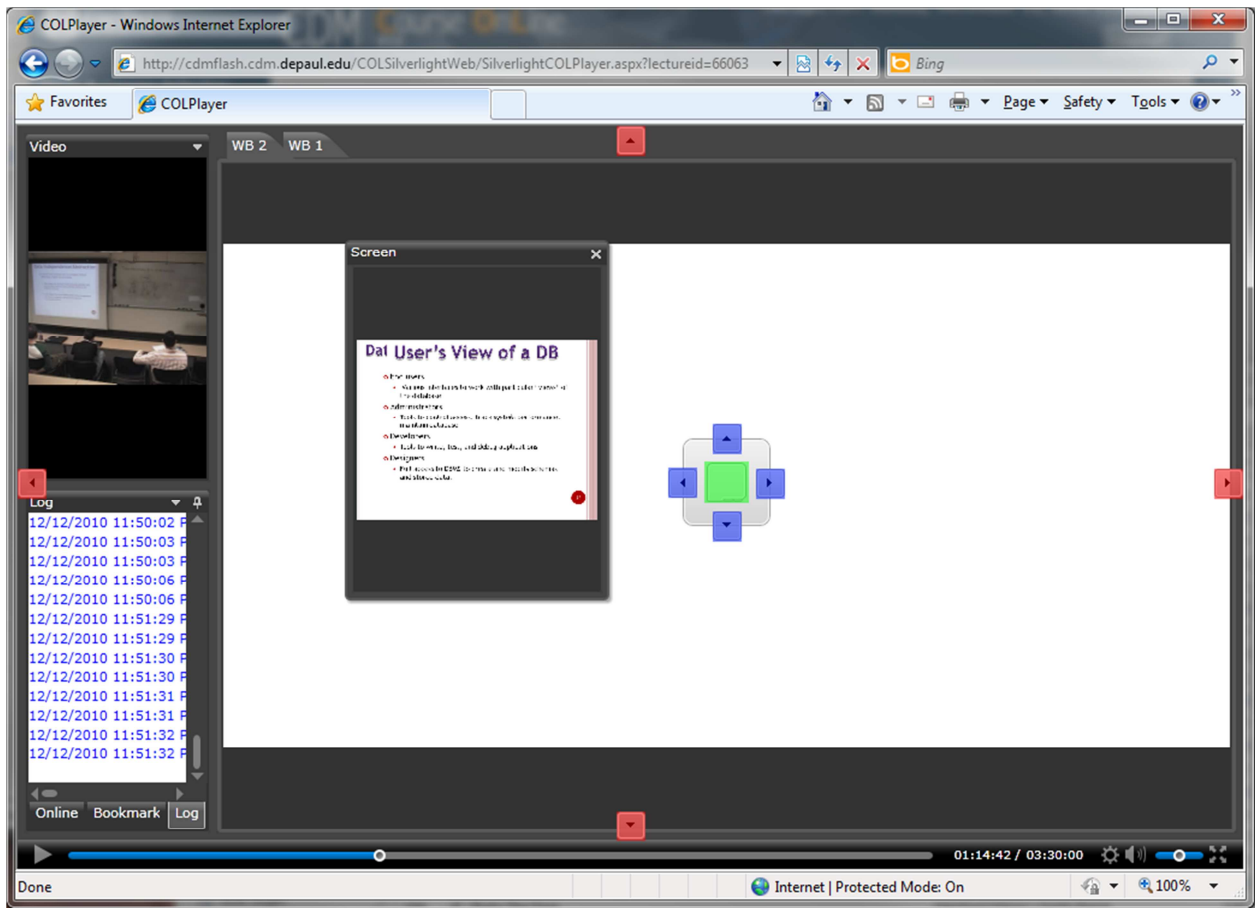 COLPlayer - Windows Internet Explorer
http://cdmflash.cdm.depaul.edu/COLSilverlightWeb/SilverlightCOLPlayer.aspx?lectureid=66063
Bing
Favorites
COLPlayer
Page
Safety
Tools
Video
WB 2
WB 1
Screen
Dat User's View of a DB
Administrators
Developers
Designers
Log
12/12/2010 11:50:02 P
12/12/2010 11:50:03 P
12/12/2010 11:50:03 P
12/12/2010 11:50:06 P
12/12/2010 11:50:06 P
12/12/2010 11:51:29 P
12/12/2010 11:51:29 P
12/12/2010 11:51:30 P
12/12/2010 11:51:30 P
12/12/2010 11:51:31 P
12/12/2010 11:51:31 P
12/12/2010 11:51:32 P
12/12/2010 11:51:32 P
Online Bookmark Log
01:14:42 / 03:30:00
Done
Internet | Protected Mode: On
100%